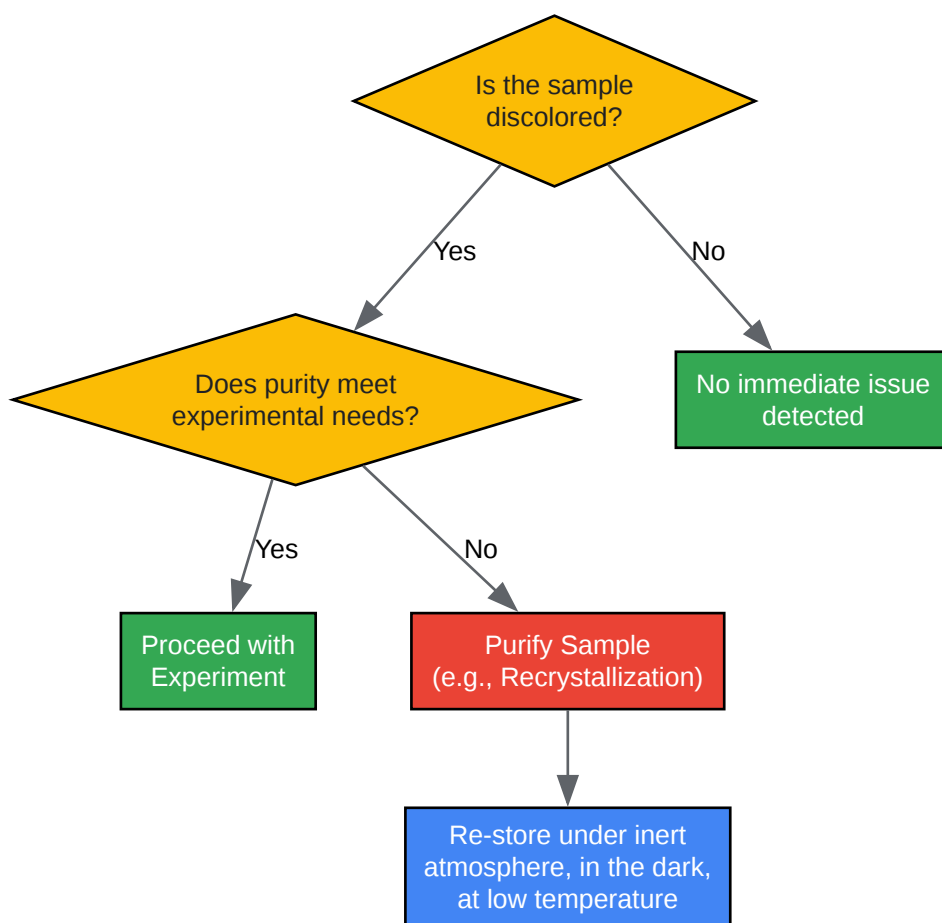 Is the sample
discolored?
Yes
No
Does purity meet
experimental needs?
No immediate issue
detected
Yes
No
Proceed with
Experiment
Purify Sample
(e.g., Recrystallization)
Re-store under inert
atmosphere, in the dark,
at low temperature